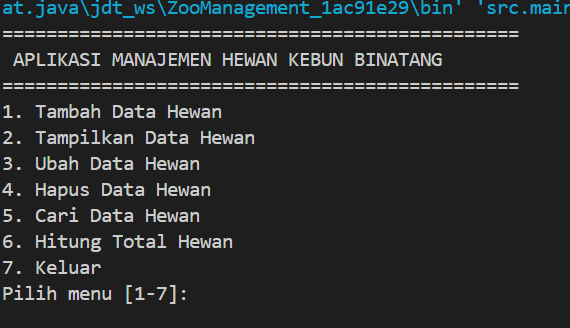 at.java\jdt_ws\ZooManagement_1ac91e29\bin' 'src.main
===============================================
APLIKASI MANAJEMEN HEWAN KEBUN BINATANG
===============================================
1. Tambah Data Hewan
2. Tampilkan Data Hewan
3. Ubah Data Hewan
4. Hapus Data Hewan
5. Cari Data Hewan
6. Hitung Total Hewan
7. Keluar
Pilih menu [1-7]: